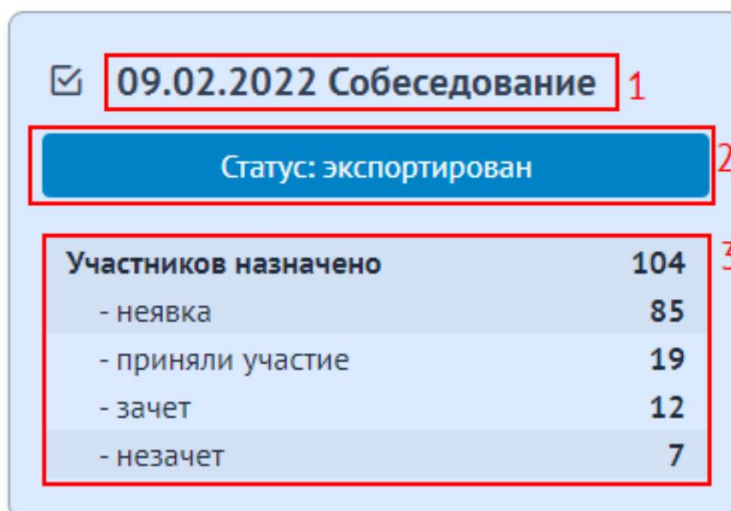 09.02.2022 Собеседование 1
Статус: экспортирован 2
Участников назначено 104 3
- неявка 85
- приняли участие 19
- зачет 12
- незачет 7